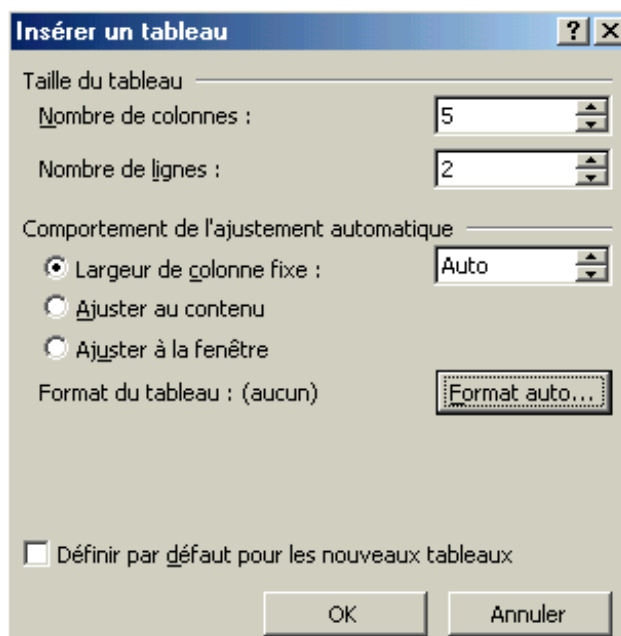 Insérer un tableau
Taille du tableau
Nombre de colonnes : 5
Nombre de lignes : 2
Comportement de l'ajustement automatique
Largeur de colonne fixe : Auto
Ajuster au contenu
Ajuster à la fenêtre
Format du tableau : (aucun) Format auto...
Définir par défaut pour les nouveaux tableaux
OK Annuler